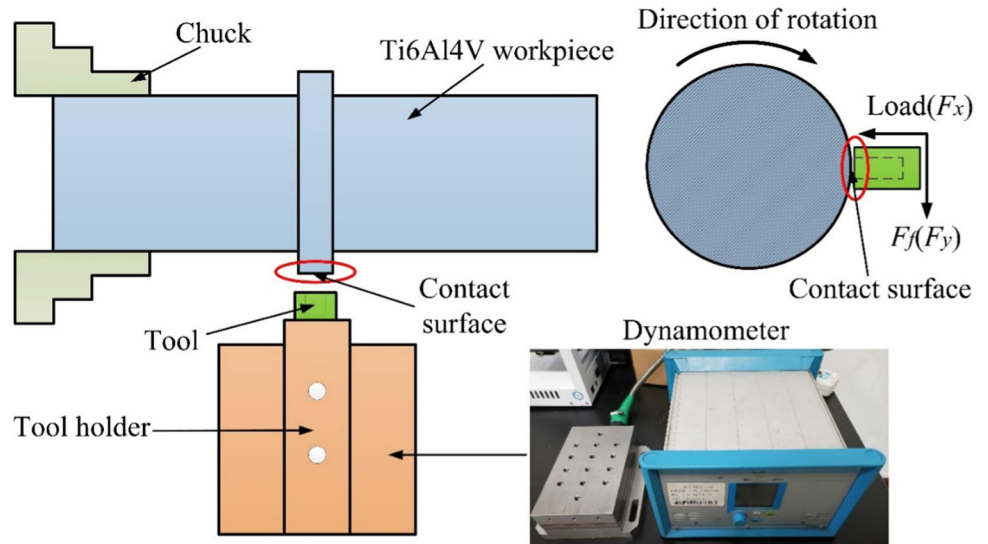 Chuck
Ti6Al4V workpiece
Direction of rotation
Load(Fx)
Ff(Fy)
Contact surface
Contact
surface
Tool
Tool holder
Dynamometer